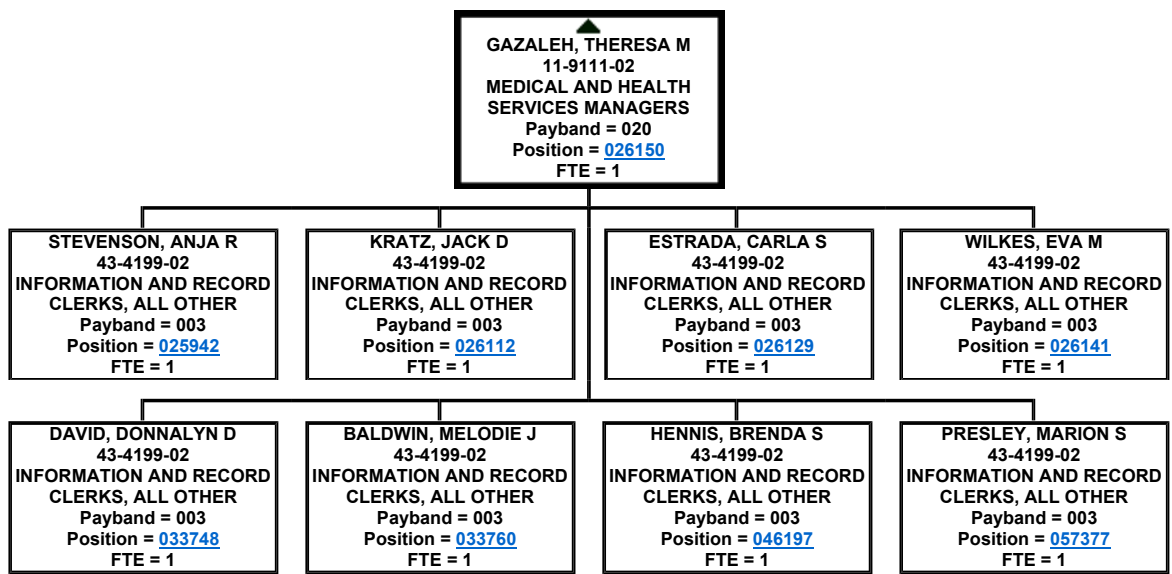 GAZALEH, THERESA M
11-9111-02
MEDICAL AND HEALTH
SERVICES MANAGERS
Payband = 020
Position = 026150
FTE = 1
STEVENSON, ANJA R
43-4199-02
INFORMATION AND RECORD
CLERKS, ALL OTHER
Payband = 003
Position = 025942
FTE = 1
KRATZ, JACK D
43-4199-02
INFORMATION AND RECORD
CLERKS, ALL OTHER
Payband = 003
Position = 026112
FTE = 1
ESTRADA, CARLA S
43-4199-02
INFORMATION AND RECORD
CLERKS, ALL OTHER
Payband = 003
Position = 026129
FTE = 1
WILKES, EVA M
43-4199-02
INFORMATION AND RECORD
CLERKS, ALL OTHER
Payband = 003
Position = 026141
FTE = 1
DAVID, DONNALYN D
43-4199-02
INFORMATION AND RECORD
CLERKS, ALL OTHER
Payband = 003
Position = 033748
FTE = 1
BALDWIN, MELODIE J
43-4199-02
INFORMATION AND RECORD
CLERKS, ALL OTHER
Payband = 003
Position = 033760
FTE = 1
HENNIS, BRENDA S
43-4199-02
INFORMATION AND RECORD
CLERKS, ALL OTHER
Payband = 003
Position = 046197
FTE = 1
PRESLEY, MARION S
43-4199-02
INFORMATION AND RECORD
CLERKS, ALL OTHER
Payband = 003
Position = 057377
FTE = 1